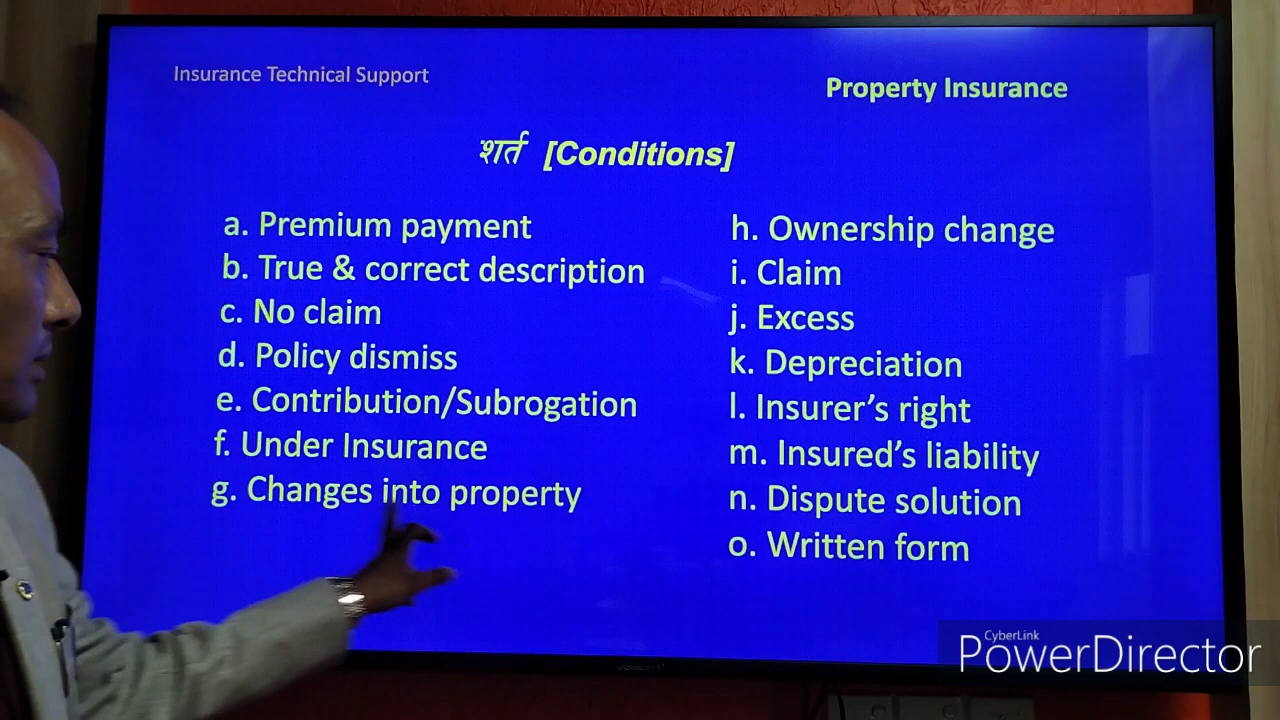 Insurance Technical Support
Property Insurance
शर्त [Conditions]
a. Premium payment
b. True & correct description
c. No claim
d. Policy dismiss
e. Contribution/Subrogation
f. Under Insurance
g. Changes into property
h. Ownership change
i. Claim
j. Excess
k. Depreciation
l. Insurer's right
m. Insured's liability
n. Dispute solution
o. Written form
CyberLink
PowerDirector